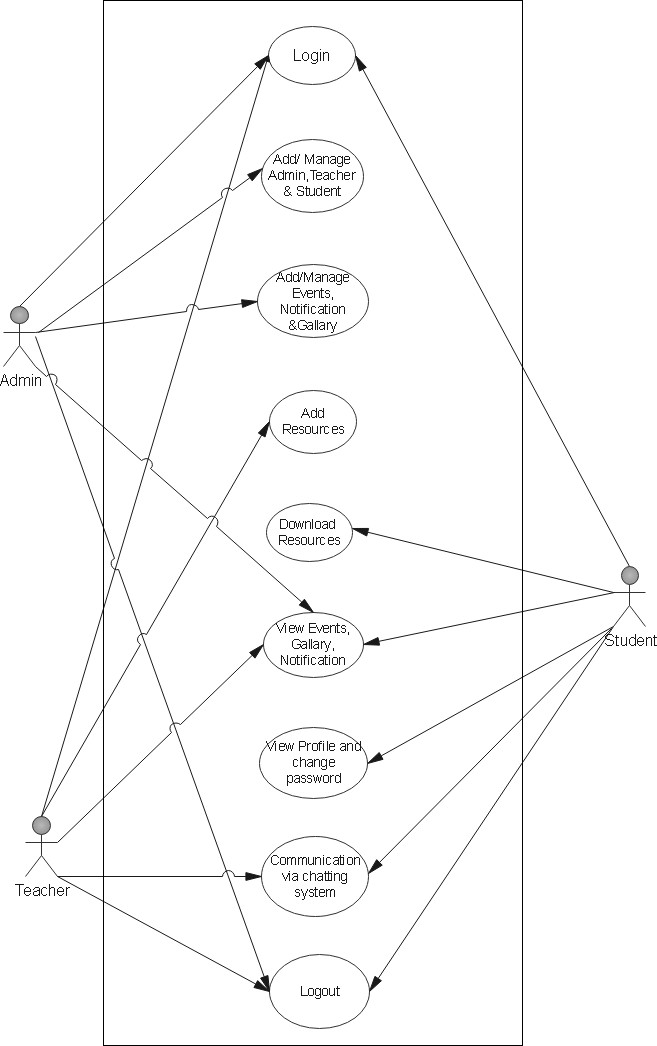 Login
Add/ Manage
Admin,Teacher
& Student
Add/Manage
Events,
Notification
&Gallary
Admin
Add
Resources
Download
Resources
View Events,
Gallary,
Notification
Student
View Profile and
change
password
Communication
via chatting
system
Teacher
Logout